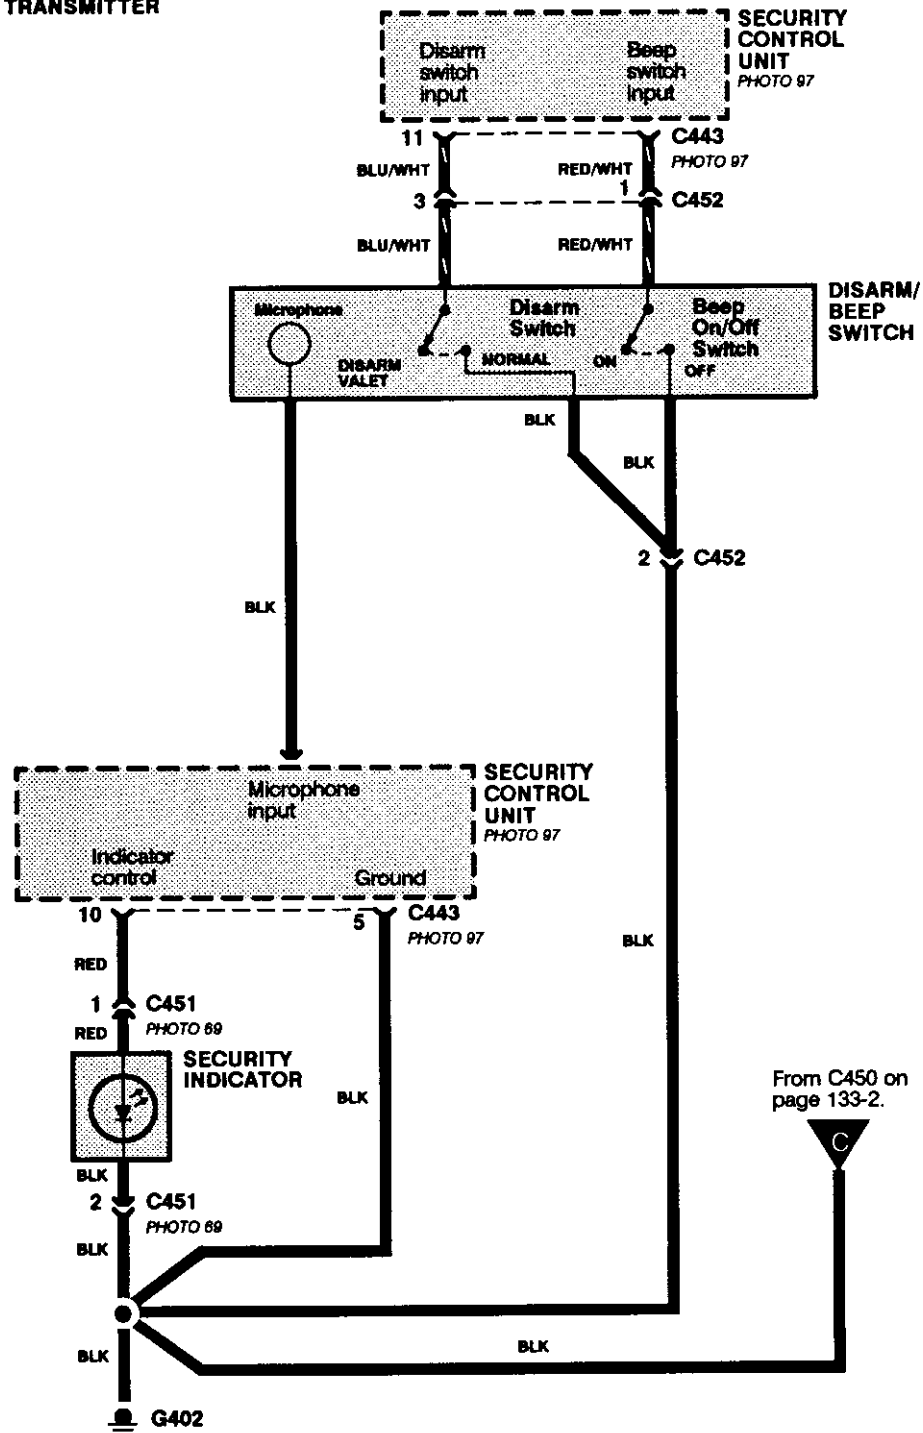 TRANSMITTER
SECURITY
CONTROL
UNIT
PHOTO 97
Disarm
switch
input
Beep
switch
input
11
C443
PHOTO 97
BLU/WHT
RED/WHT
3
1
C452
BLU/WHT
RED/WHT
DISARM/
BEEP
SWITCH
Microphone
Disarm
Switch
Beep
On/Off
Switch
DISARM
VALET
NORMAL
ON
OFF
BLK
BLK
2
C452
BLK
SECURITY
CONTROL
UNIT
PHOTO 97
Microphone
input
Indicator
control
Ground
10
5
C443
PHOTO 97
BLK
RED
1
C451
PHOTO 69
RED
SECURITY
INDICATOR
BLK
From C450 on
page 133-2.
C
BLK
2
C451
PHOTO 69
BLK
BLK
BLK
G402